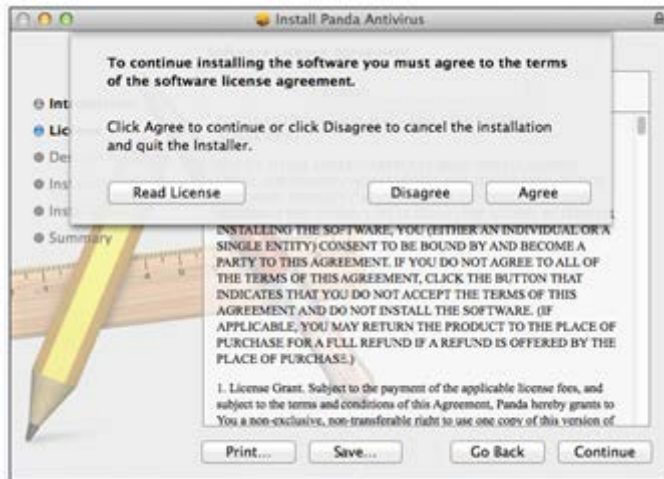 Install Panda Antivirus
To continue installing the software you must agree to the terms
of the software license agreement.
Click Agree to continue or click Disagree to cancel the installation
and quit the Installer.
Read License
Disagree
Agree
Int
Lic
De
Ins
Ins
Summary
INSTALLING THE SOFTWARE, YOU (EITHER AN INDIVIDUAL OR A
SINGLE ENTITY) CONSENT TO BE BOUND BY AND BECOME A
PARTY TO THIS AGREEMENT. IF YOU DO NOT AGREE TO ALL OF
THE TERMS OF THIS AGREEMENT, CLICK THE BUTTON THAT
INDICATES THAT YOU DO NOT ACCEPT THE TERMS OF THIS
AGREEMENT AND DO NOT INSTALL THE SOFTWARE. (IF
APPLICABLE, YOU MAY RETURN THE PRODUCT TO THE PLACE OF
PURCHASE FOR A FULL REFUND IF A REFUND IS OFFERED BY THE
PLACE OF PURCHASE.)
1. License Grant. Subject to the payment of the applicable license fees, and
subject to the terms and conditions of this Agreement, Panda hereby grants to
You a non-exclusive, non-transferable right to use one copy of this version of
Print...
Save...
Go Back
Continue